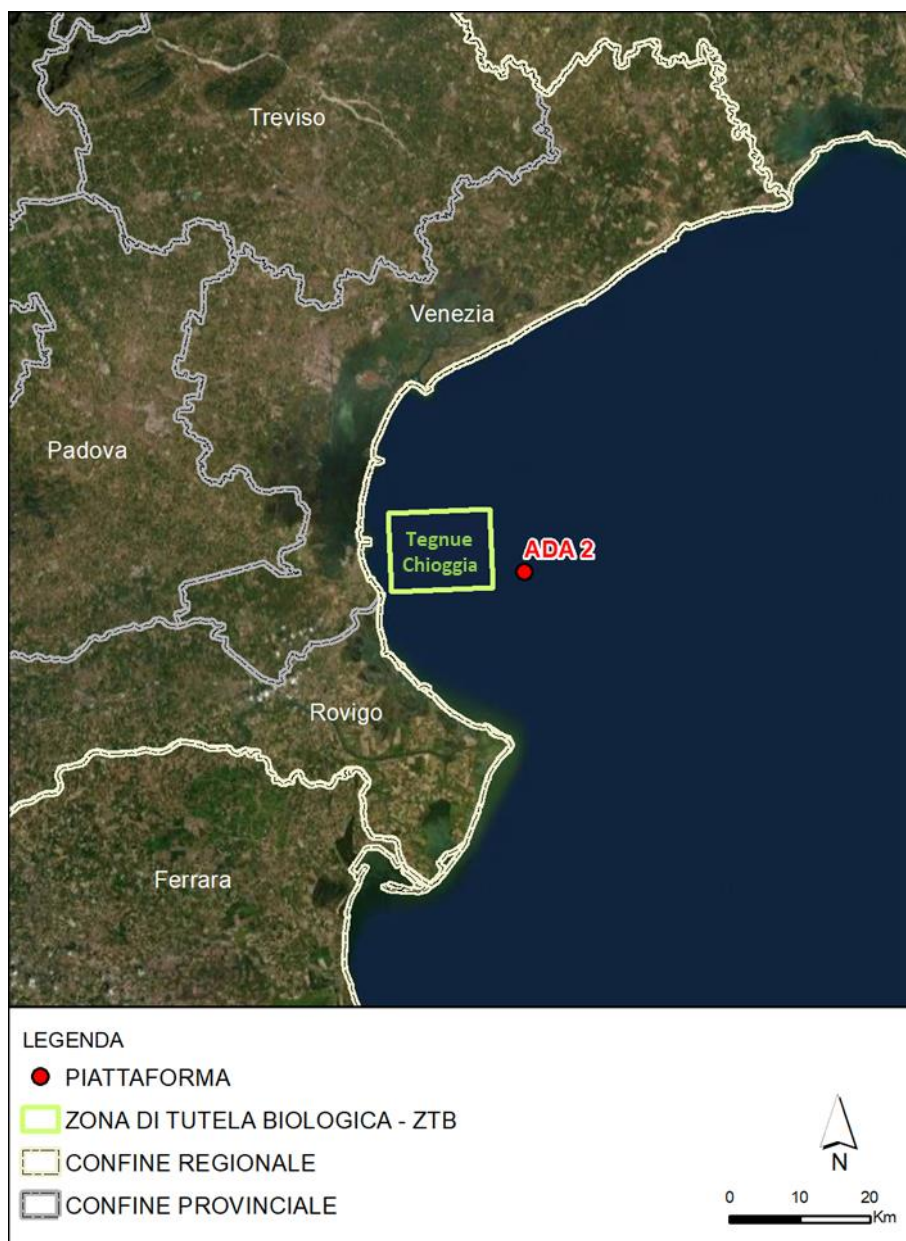 Treviso
Venezia
Padova
Tegnue
Chioggia
ADA 2
Rovigo
Ferrara
LEGENDA
PIATTAFORMA
ZONA DI TUTELA BIOLOGICA - ZTB
CONFINE REGIONALE
CONFINE PROVINCIALE
N
0 10 20
Km